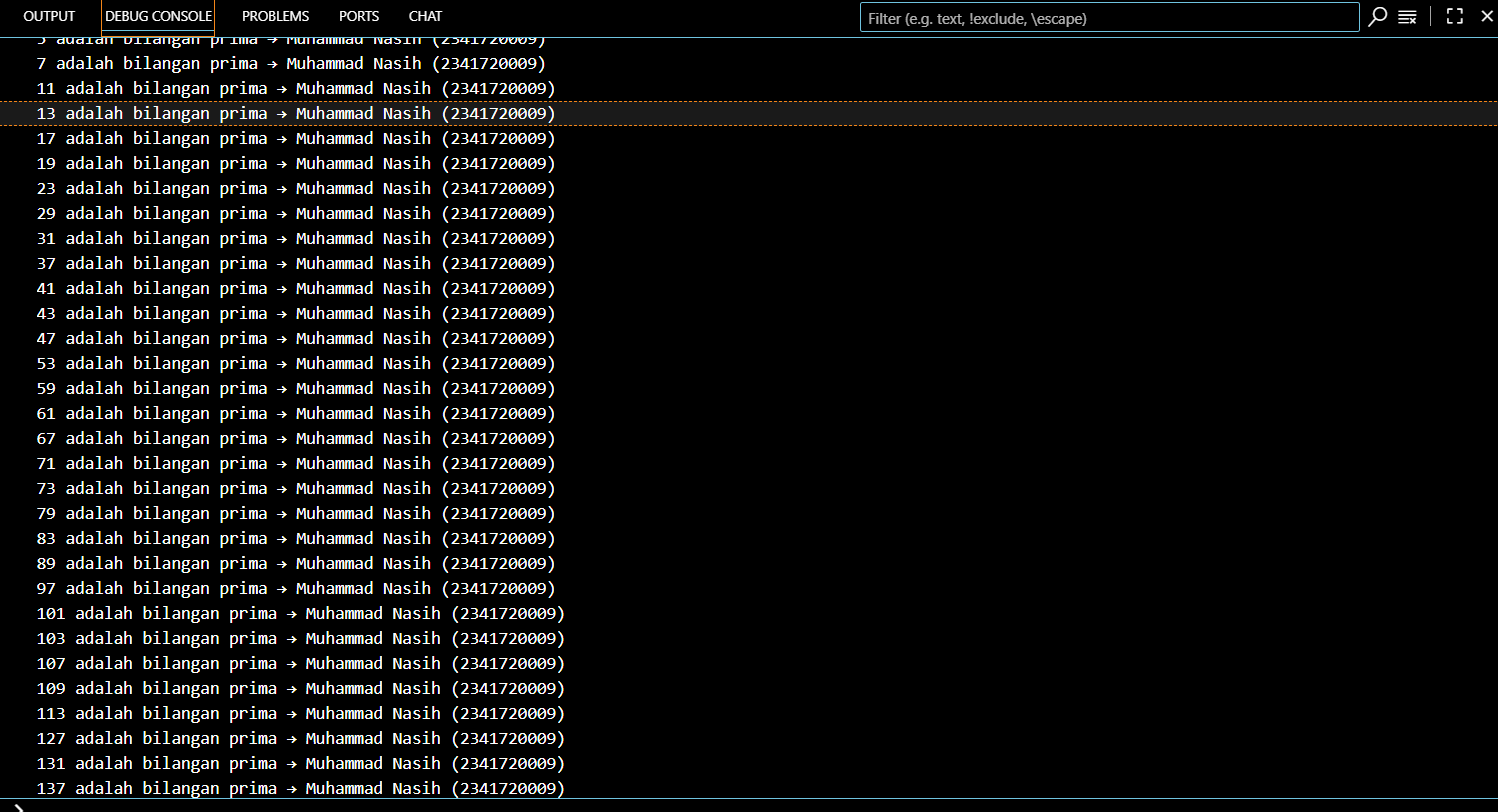 OUTPUT DEBUG CONSOLE PROBLEMS PORTS CHAT Filter (e.g. text, !exclude, \escape)
5 adalah bilangan prima → Muhammad Nasih (2341720009)
7 adalah bilangan prima → Muhammad Nasih (2341720009)
11 adalah bilangan prima → Muhammad Nasih (2341720009)
13 adalah bilangan prima → Muhammad Nasih (2341720009)
17 adalah bilangan prima → Muhammad Nasih (2341720009)
19 adalah bilangan prima → Muhammad Nasih (2341720009)
23 adalah bilangan prima → Muhammad Nasih (2341720009)
29 adalah bilangan prima → Muhammad Nasih (2341720009)
31 adalah bilangan prima → Muhammad Nasih (2341720009)
37 adalah bilangan prima → Muhammad Nasih (2341720009)
41 adalah bilangan prima → Muhammad Nasih (2341720009)
43 adalah bilangan prima → Muhammad Nasih (2341720009)
47 adalah bilangan prima → Muhammad Nasih (2341720009)
53 adalah bilangan prima → Muhammad Nasih (2341720009)
59 adalah bilangan prima → Muhammad Nasih (2341720009)
61 adalah bilangan prima → Muhammad Nasih (2341720009)
67 adalah bilangan prima → Muhammad Nasih (2341720009)
71 adalah bilangan prima → Muhammad Nasih (2341720009)
73 adalah bilangan prima → Muhammad Nasih (2341720009)
79 adalah bilangan prima → Muhammad Nasih (2341720009)
83 adalah bilangan prima → Muhammad Nasih (2341720009)
89 adalah bilangan prima → Muhammad Nasih (2341720009)
97 adalah bilangan prima → Muhammad Nasih (2341720009)
101 adalah bilangan prima → Muhammad Nasih (2341720009)
103 adalah bilangan prima → Muhammad Nasih (2341720009)
107 adalah bilangan prima → Muhammad Nasih (2341720009)
109 adalah bilangan prima → Muhammad Nasih (2341720009)
113 adalah bilangan prima → Muhammad Nasih (2341720009)
127 adalah bilangan prima → Muhammad Nasih (2341720009)
131 adalah bilangan prima → Muhammad Nasih (2341720009)
137 adalah bilangan prima → Muhammad Nasih (2341720009)